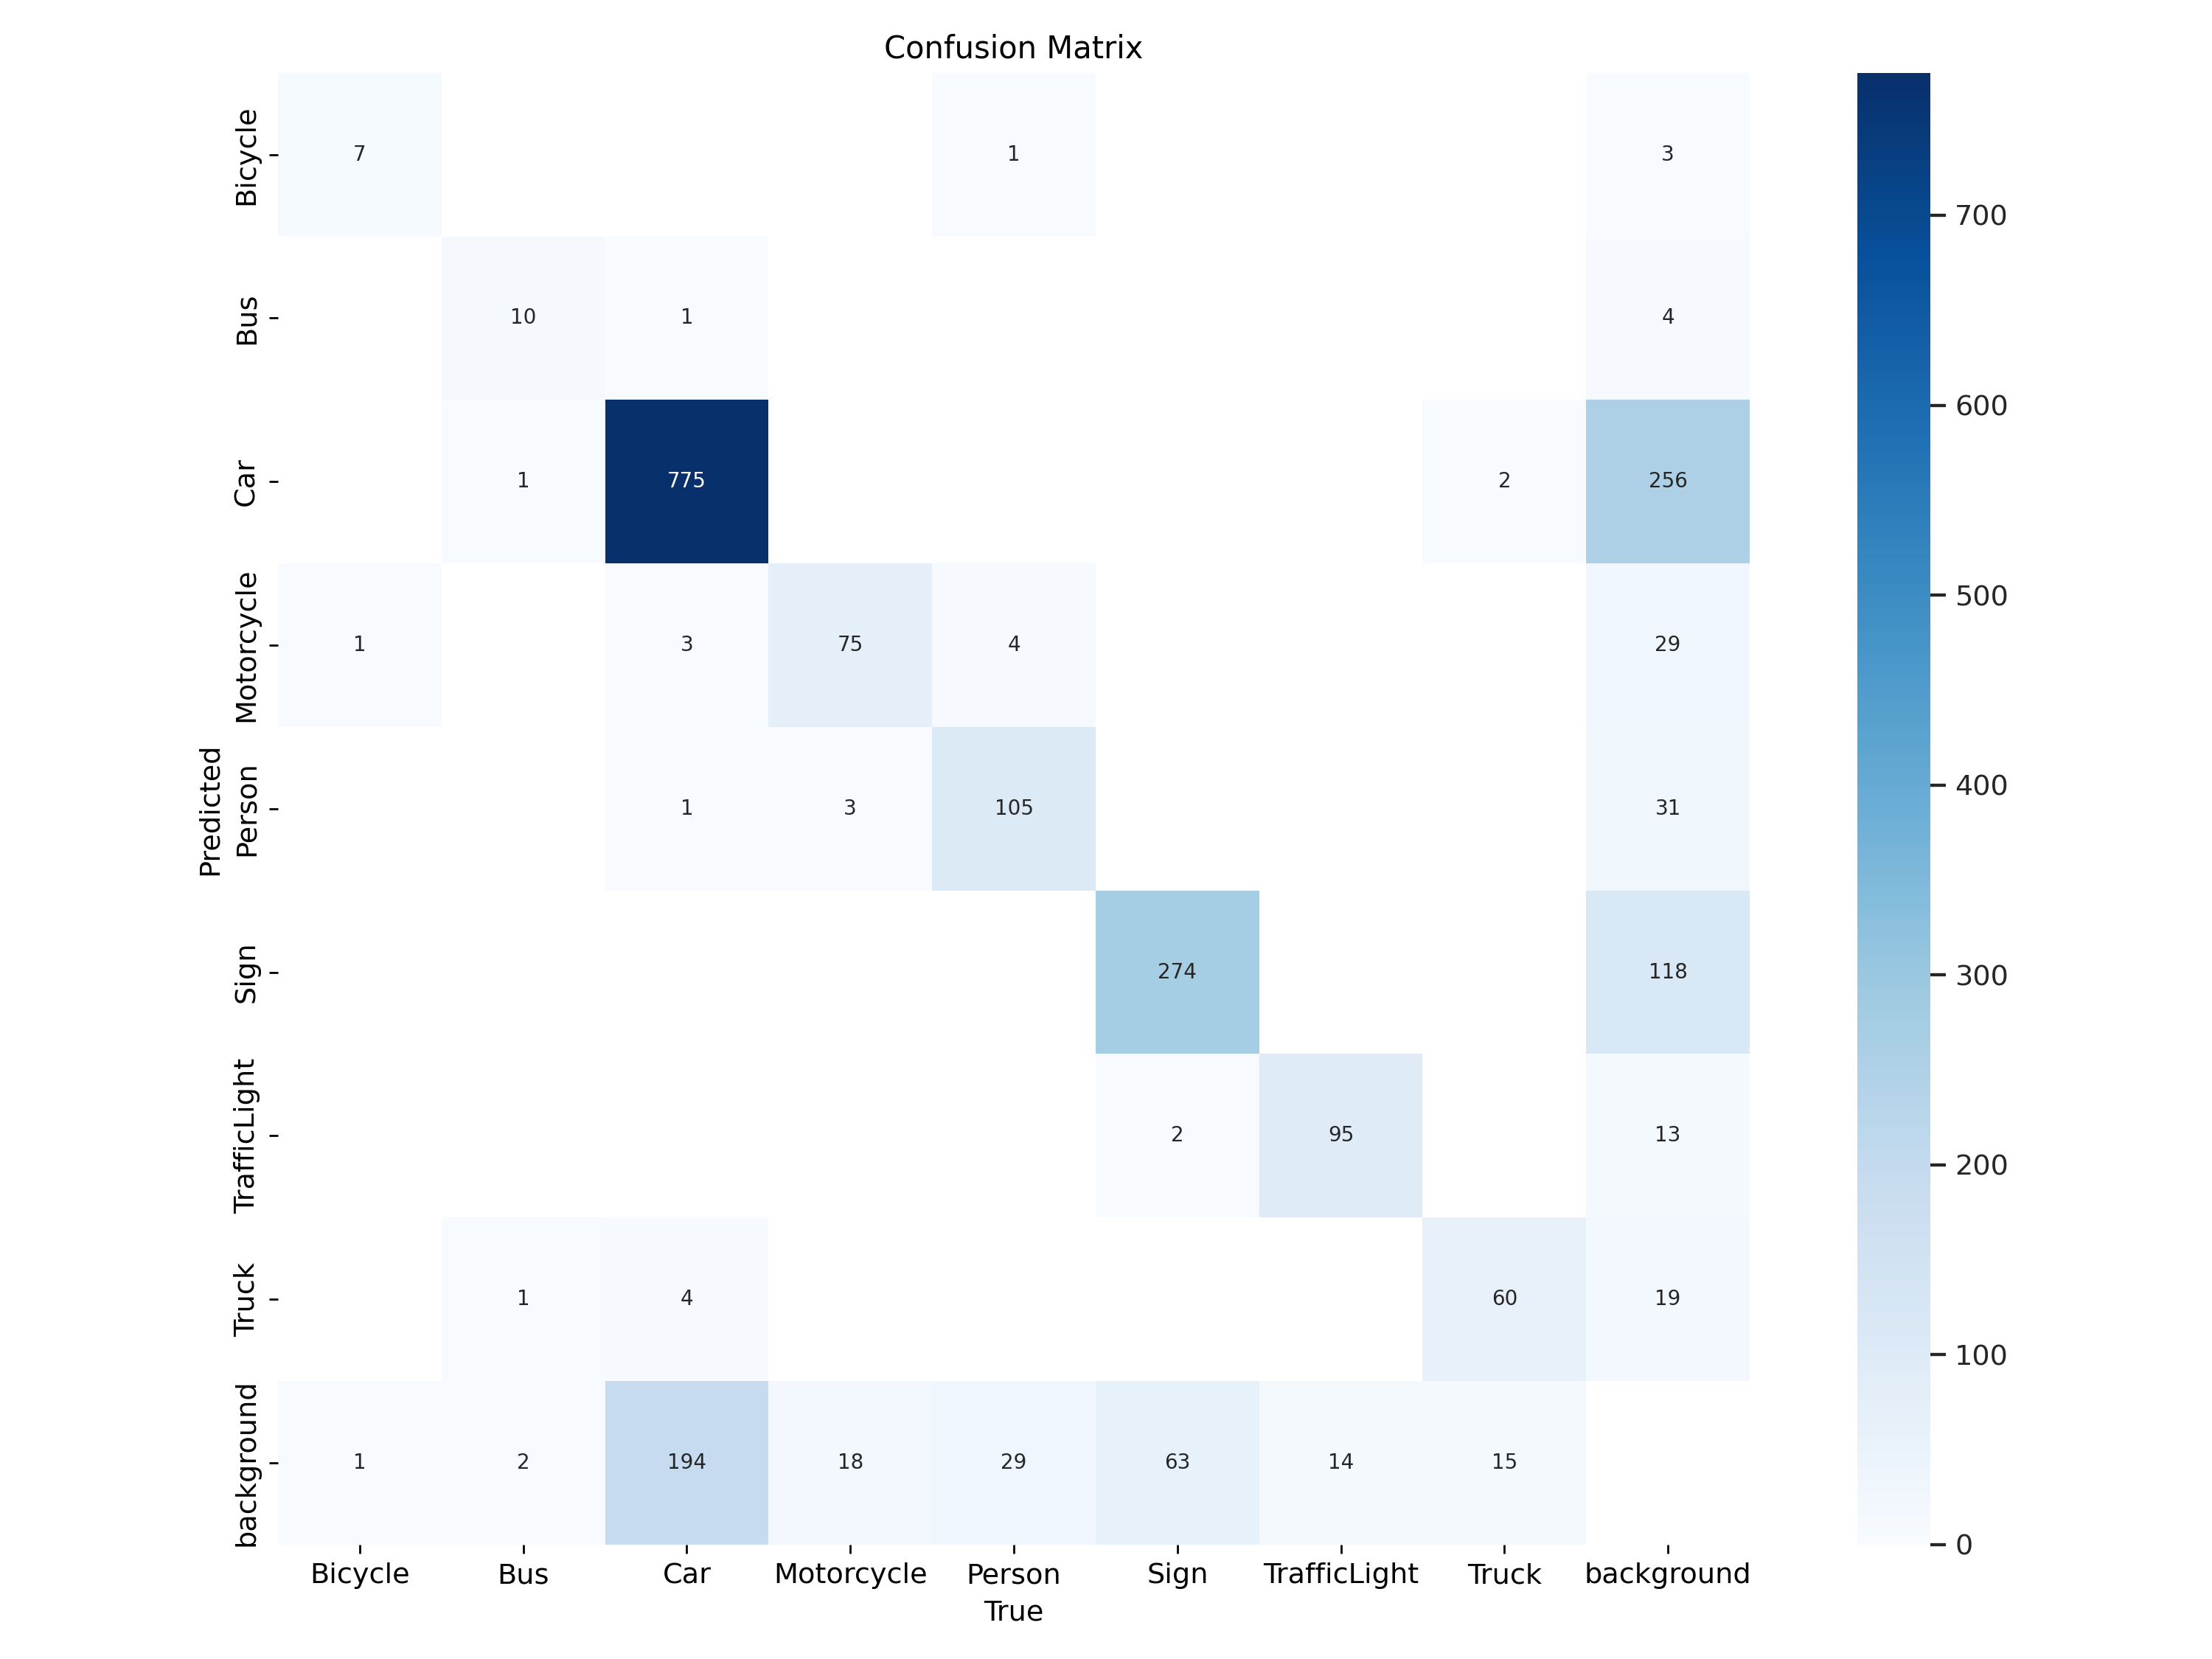 Confusion Matrix
Bicycle 7 1 3
Bus 10 1 4
Car 1 775 2 256
Motorcycle 1 3 75 4 29
Person 1 3 105 31
Sign 274 118
TrafficLight 2 95 13
Truck 1 4 60 19
background 1 2 194 18 29 63 14 15
Predicted
Bicycle Bus Car Motorcycle Person Sign TrafficLight Truck background
True
700
600
500
400
300
200
100
0